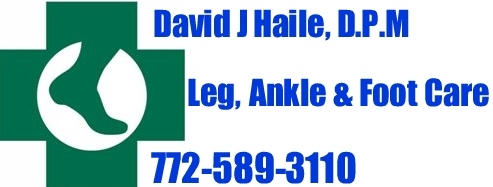 David J Haile, D.P.M
Leg, Ankle & Foot Care
772-589-3110